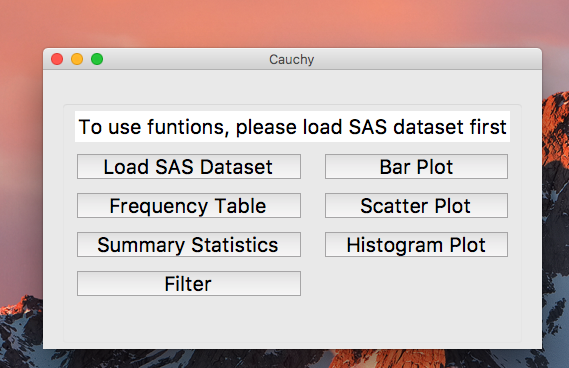 Cauchy
To use funtions, please load SAS dataset first
Load SAS Dataset
Bar Plot
Frequency Table
Scatter Plot
Summary Statistics
Histogram Plot
Filter